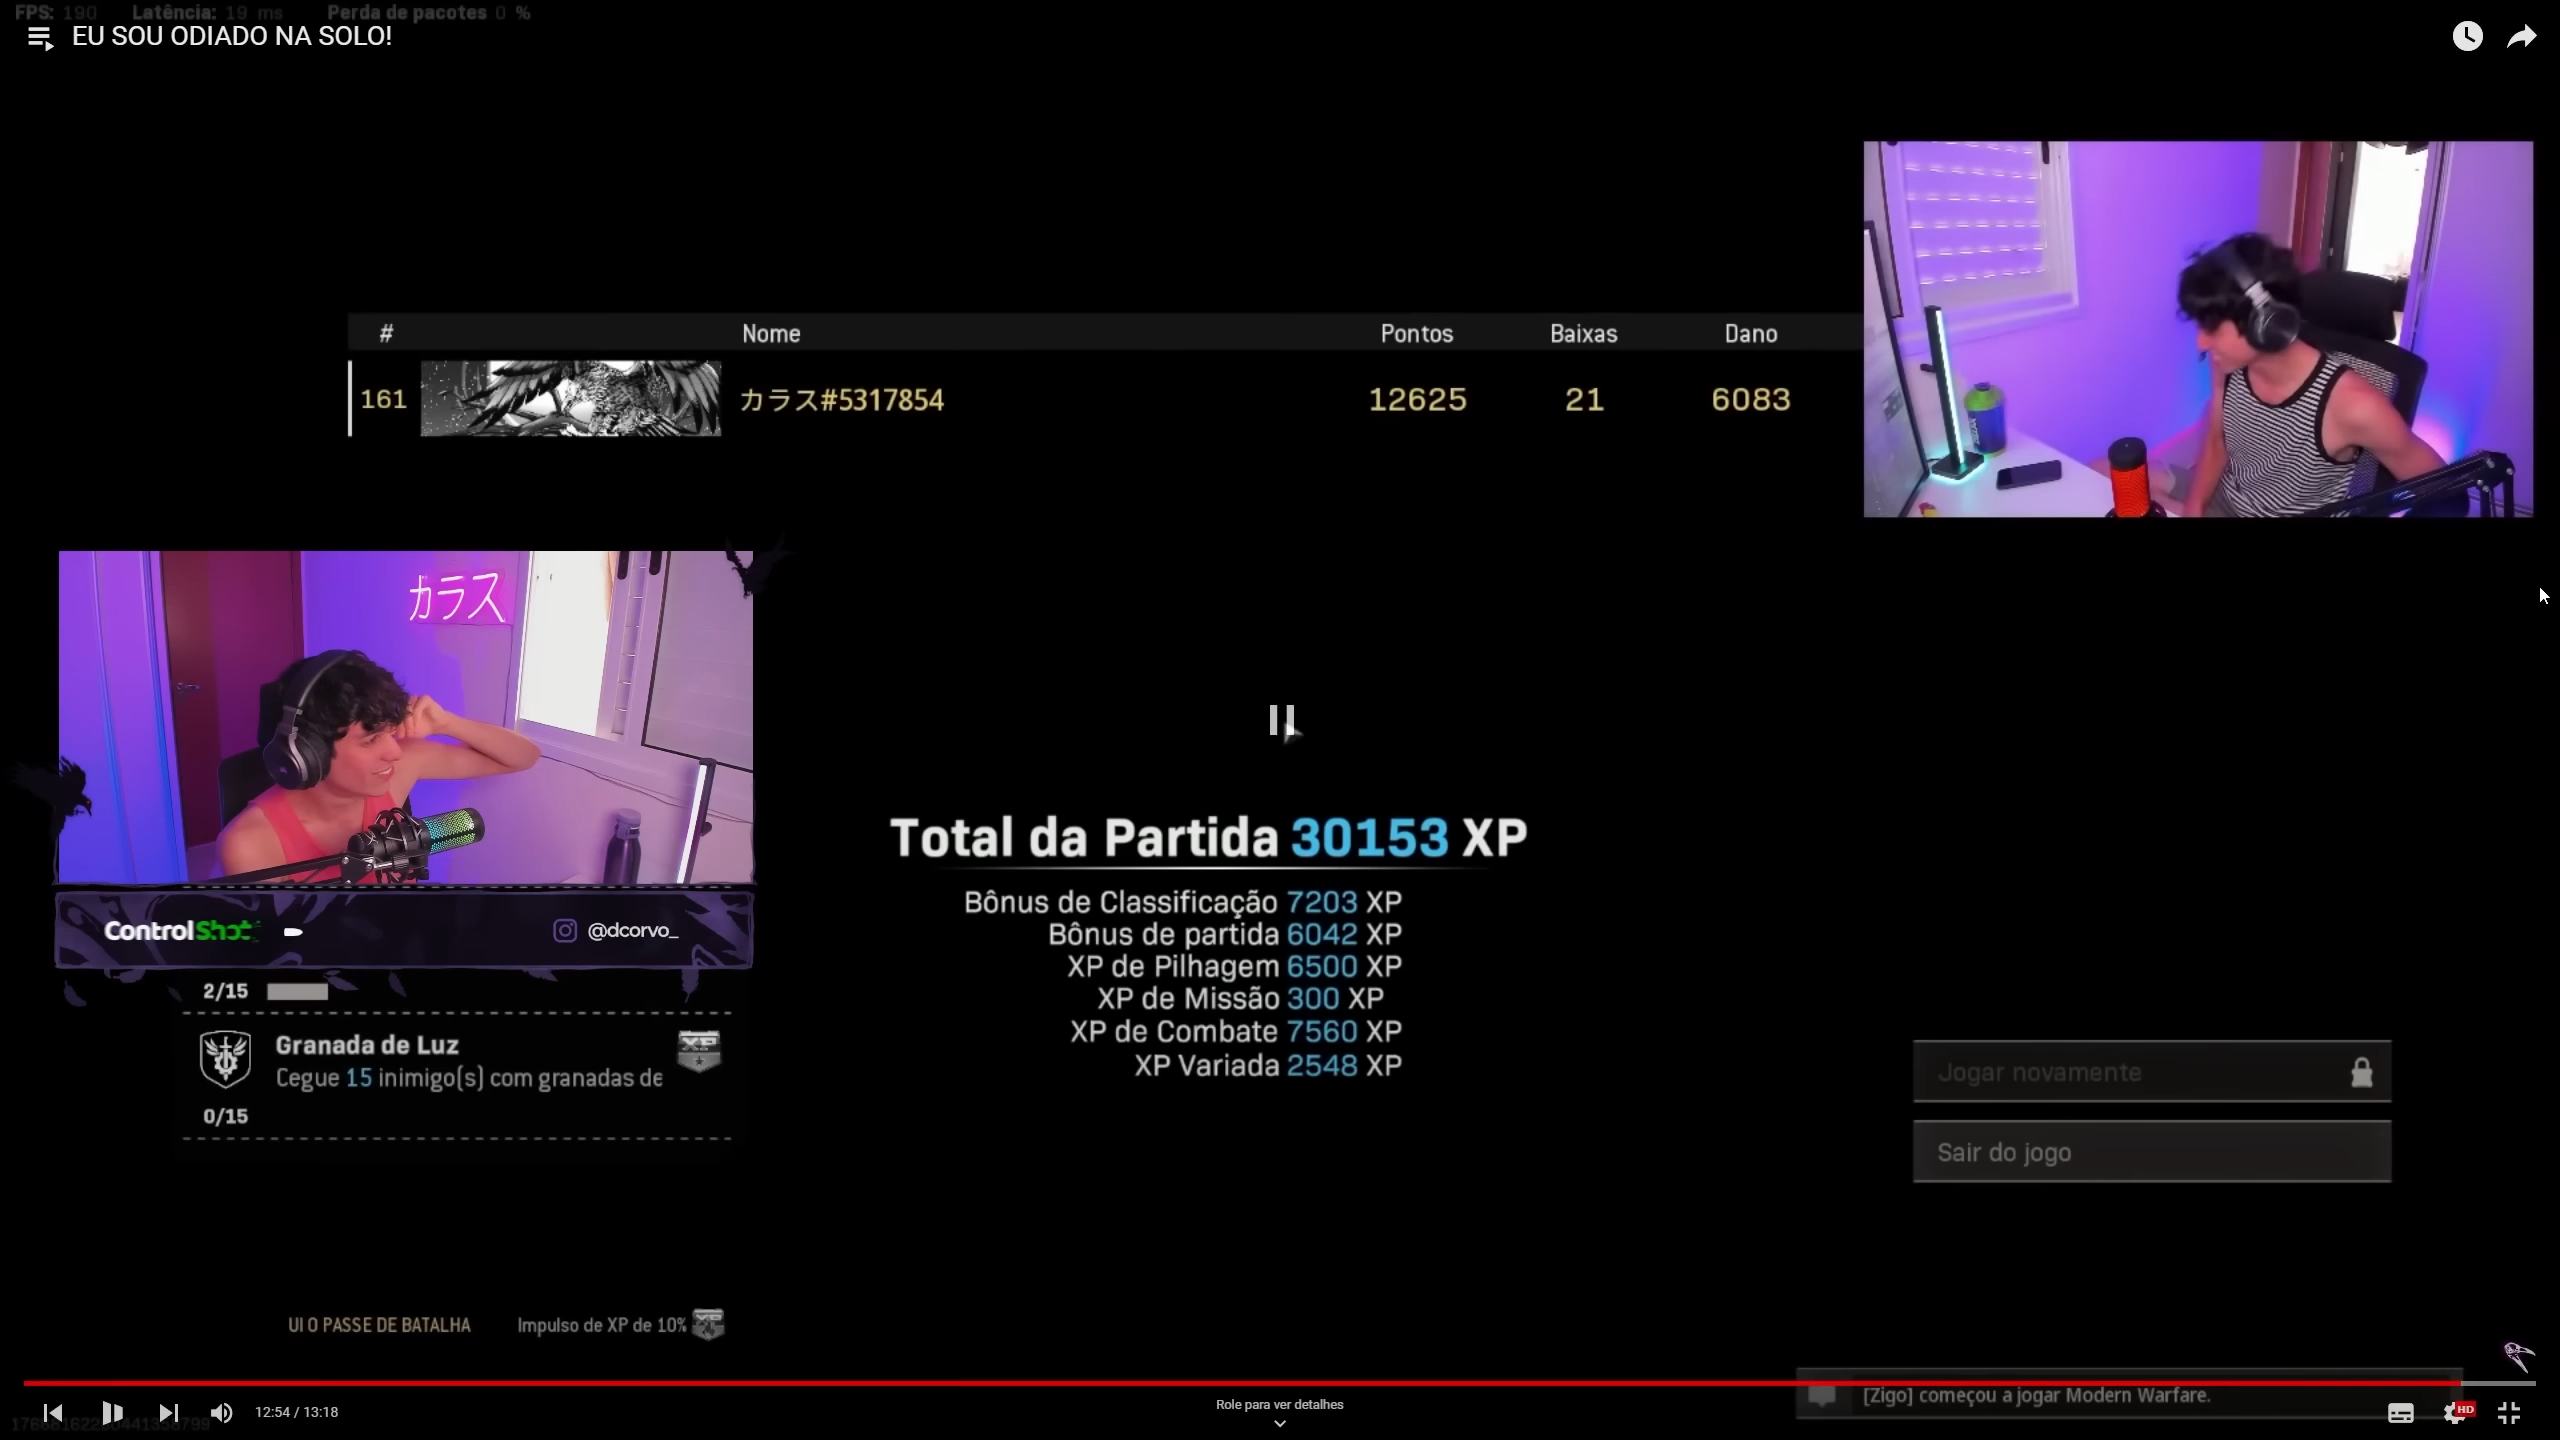 FPS: 190 Latência: 19 ms Perda de pacotes 0 %
EU SOU ODIADO NA SOLO!
# Nome Pontos Baixas Dano
161 カラス#5317854 12625 21 6083
カラス
ControlShot
@dcorvo_
2/15
Granada de Luz
Cegue 15 inimigo(s) com granadas de
0/15
XP
Total da Partida 30153 XP
Bônus de Classificação 7203 XP
Bônus de partida 6042 XP
XP de Pilhagem 6500 XP
XP de Missão 300 XP
XP de Combate 7560 XP
XP Variada 2548 XP
Jogar novamente
Sair do jogo
UI O PASSE DE BATALHA
Impulso de XP de 10%
[Zigo] começou a jogar Modern Warfare.
12:54 / 13:18
Role para ver detalhes
HD